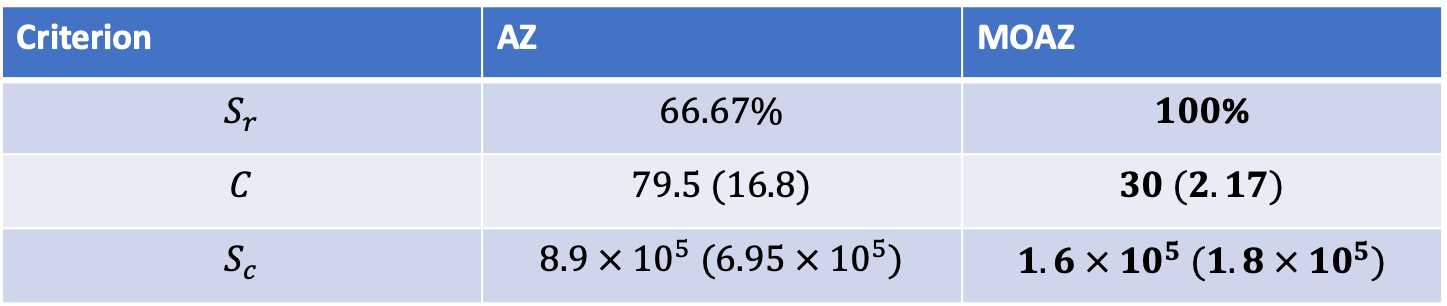 Criterion AZ MOAZ
S_r 66.67% 100%
C 79.5 (16.8) 30 (2.17)
S_c 8.9 × 10^5 (6.95 × 10^5) 1.6 × 10^5 (1.8 × 10^5)